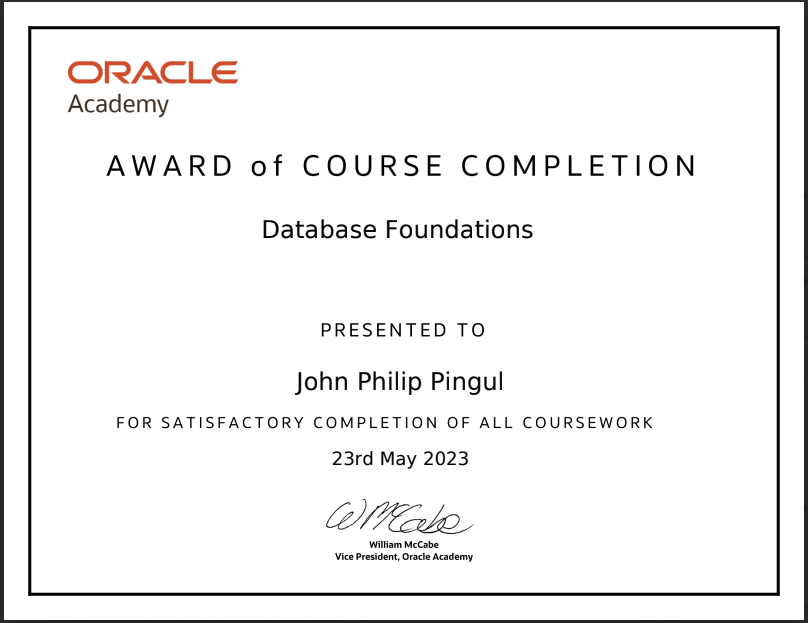 ORACLE
Academy
AWARD of COURSE COMPLETION
Database Foundations
PRESENTED TO
John Philip Pingul
FOR SATISFACTORY COMPLETION OF ALL COURSEWORK
23rd May 2023
WMcCabe
William McCabe
Vice President, Oracle Academy